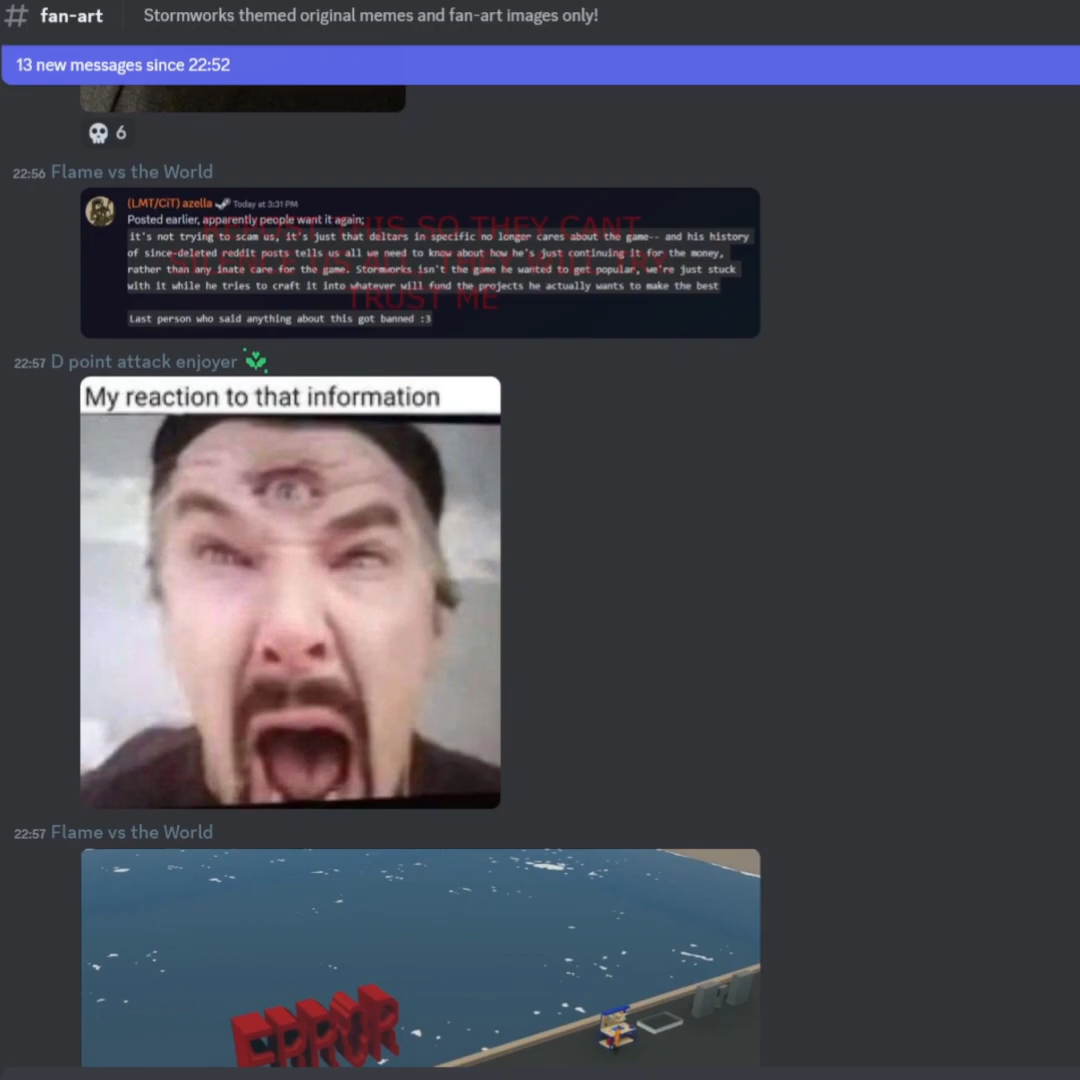 # fan-art Stormworks themed original memes and fan-art images only!
13 new messages since 22:52
6
22:56 Flame vs the World
(LMT/CiT) azella Today at 3:31 PM
Posted earlier, apparently people want it again;
it's not trying to scam us, it's just that deltars in specific no longer cares about the game-- and his history
of since-deleted reddit posts tells us all we need to know about how he's just continuing it for the money,
rather than any inate care for the game. Stormworks isn't the game he wanted to get popular, we're just stuck
with it while he tries to craft it into whatever will fund the projects he actually wants to make the best
Last person who said anything about this got banned :3
THIS SO THEY CANT
TRUST ME
22:57 D point attack enjoyer
My reaction to that information
22:57 Flame vs the World
ERROR